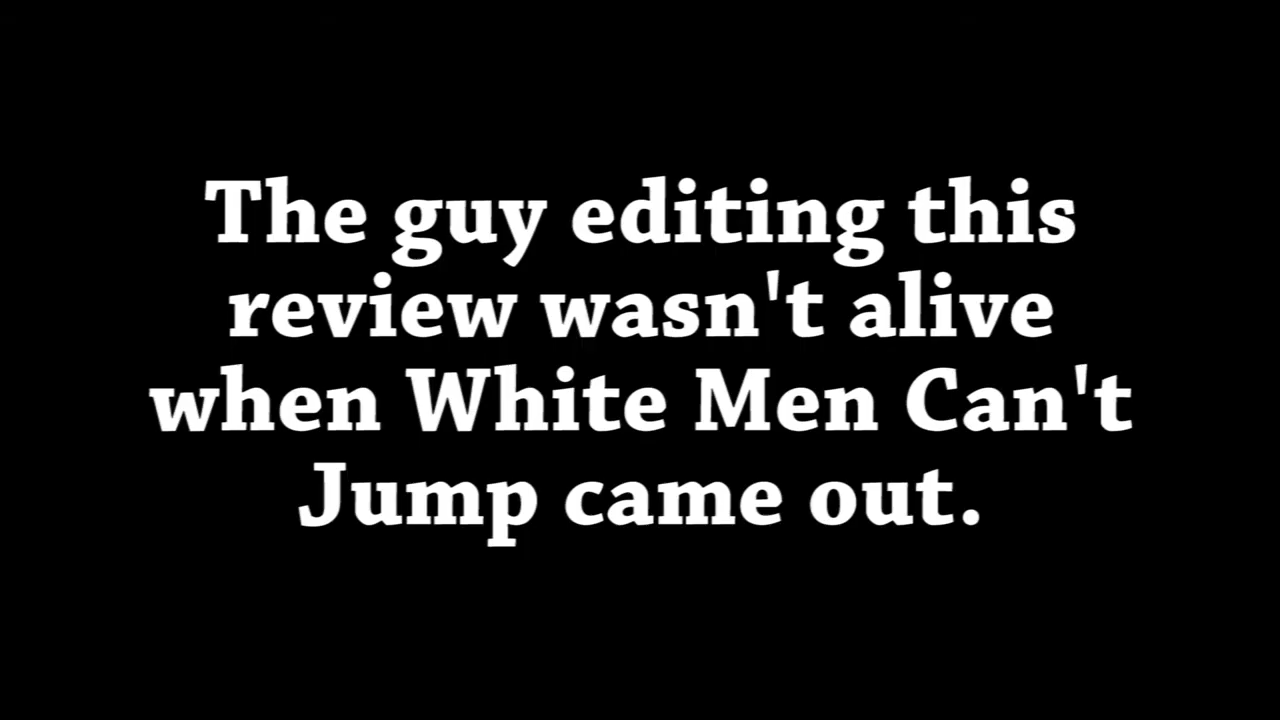 The guy editing this
review wasn't alive
when White Men Can't
Jump came out.